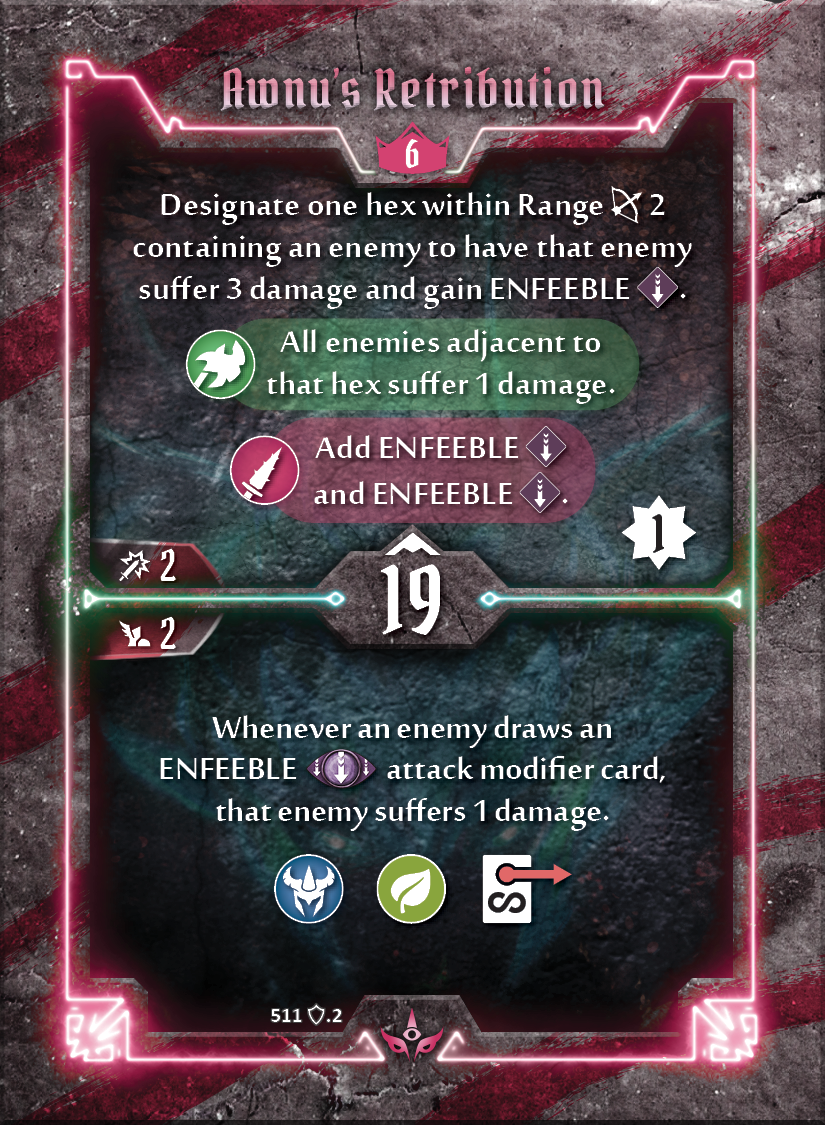 Awnu's Retribution
6
Designate one hex within Range 2
containing an enemy to have that enemy
suffer 3 damage and gain ENFEEBLE .
All enemies adjacent to
that hex suffer 1 damage.
Add ENFEEBLE
and ENFEEBLE .
1
2
19
2
Whenever an enemy draws an
ENFEEBLE attack modifier card,
that enemy suffers 1 damage.
S
511 .2